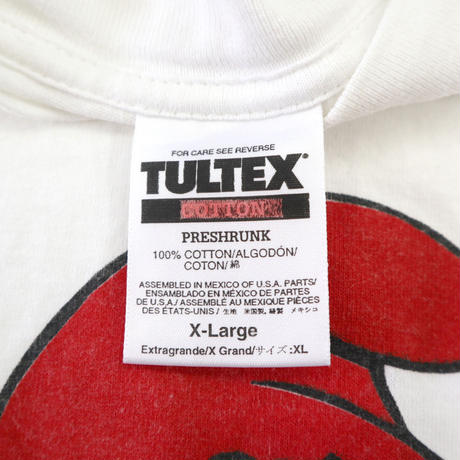 FOR CARE SEE REVERSE
TULTEX®
COTTON
PRESHRUNK
100% COTTON/ALGODÓN/
COTON/綿
ASSEMBLED IN MEXICO OF U.S.A. PARTS/
ENSAMBLADO EN MÉXICO DE PARTES
DE U.S.A./ ASSEMBLÉ AU MEXIQUE PIÈCES
DES ÉTATS-UNIS/ 生地 米国製, 縫製 メキシコ
X-Large
Extragrande/X Grand/サイズ:XL